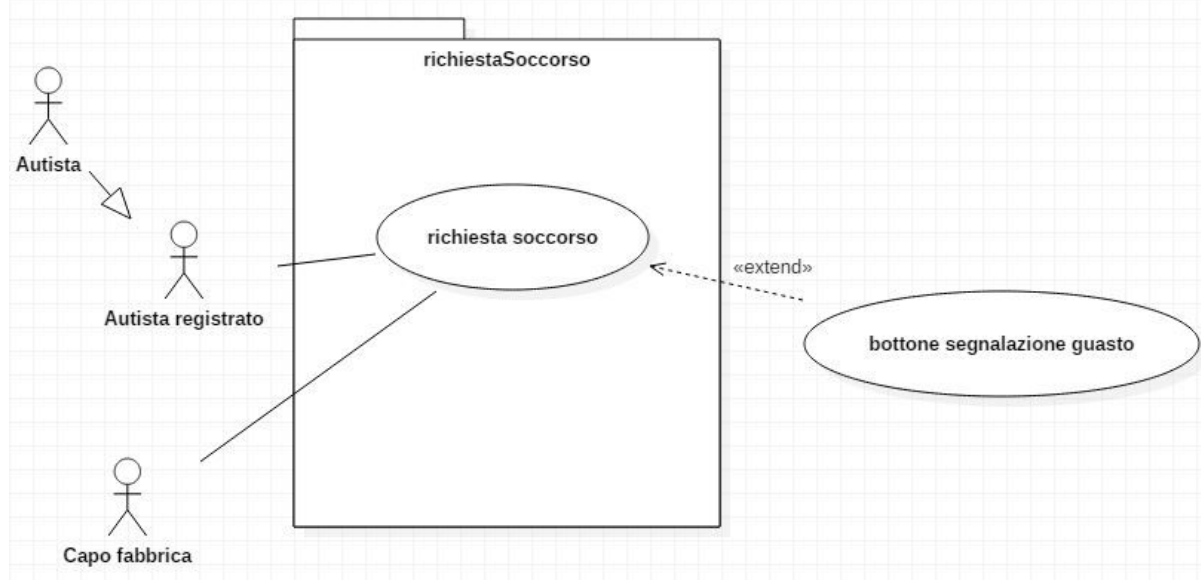 richiestaSoccorso
Autista
richiesta soccorso
«extend»
Autista registrato
bottone segnalazione guasto
Capo fabbrica